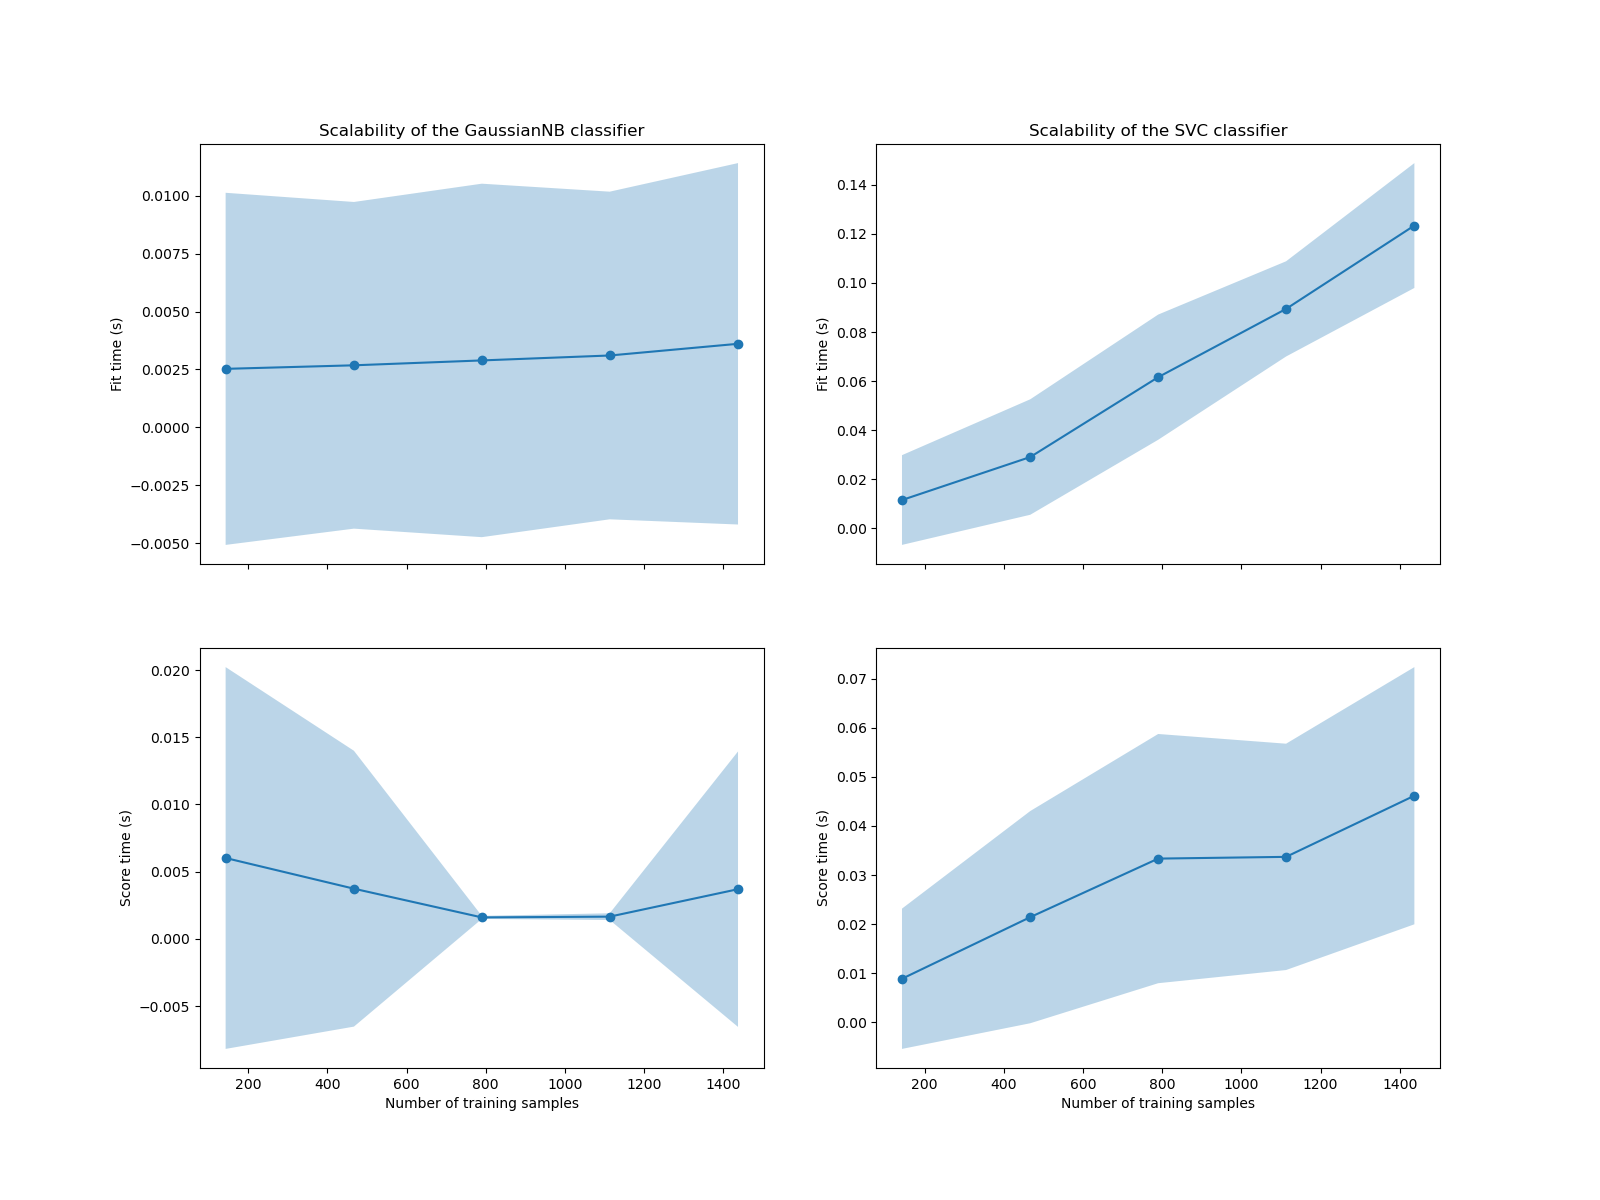 Scalability of the GaussianNB classifier
Fit time (s)
0.0100
0.0075
0.0050
0.0025
0.0000
−0.0025
−0.0050
Scalability of the SVC classifier
Fit time (s)
0.14
0.12
0.10
0.08
0.06
0.04
0.02
0.00
Score time (s)
0.020
0.015
0.010
0.005
0.000
−0.005
200 400 600 800 1000 1200 1400
Number of training samples
Score time (s)
0.07
0.06
0.05
0.04
0.03
0.02
0.01
0.00
200 400 600 800 1000 1200 1400
Number of training samples